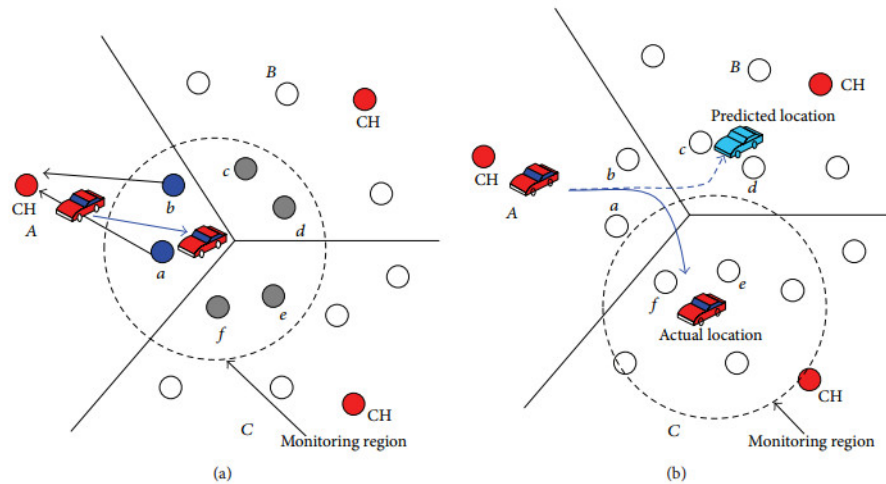 B
CH
c
b
CH
A
d
a
e
f
CH
C
Monitoring region
(a)
B
CH
Predicted location
c
b
d
CH
A
a
e
f
Actual location
CH
C
Monitoring region
(b)